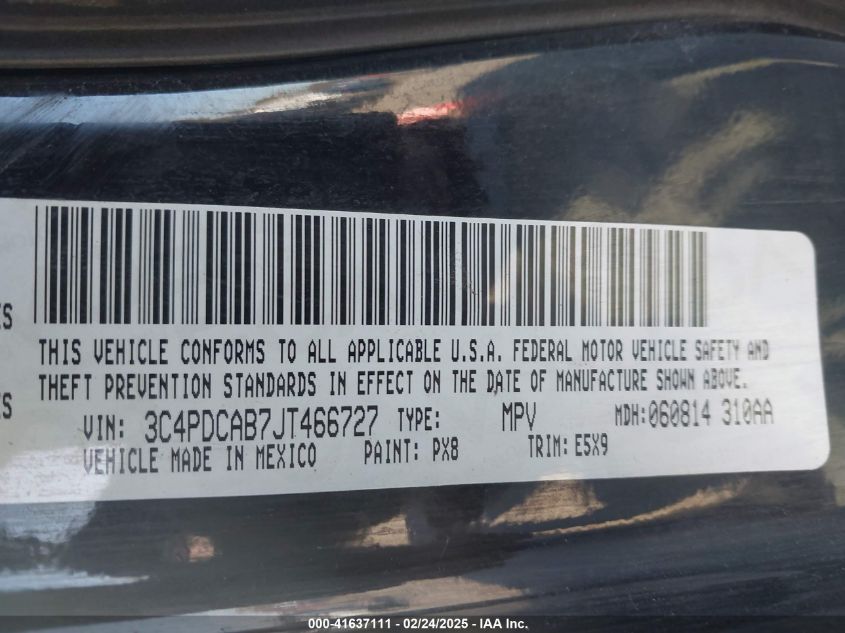 THIS VEHICLE CONFORMS TO ALL APPLICABLE U.S.A. FEDERAL MOTOR VEHICLE SAFETY AND
ES
THEFT PREVENTION STANDARDS IN EFFECT ON THE DATE OF MANUFACTURE SHOWN ABOVE.
ES
VIN: 3C4PDCAB7JT466727 TYPE: MPV MDH:060814 310AA
VEHICLE MADE IN MEXICO PAINT: PX8 TRIM: E5X9
000-41637111 - 02/24/2025 - IAA Inc.